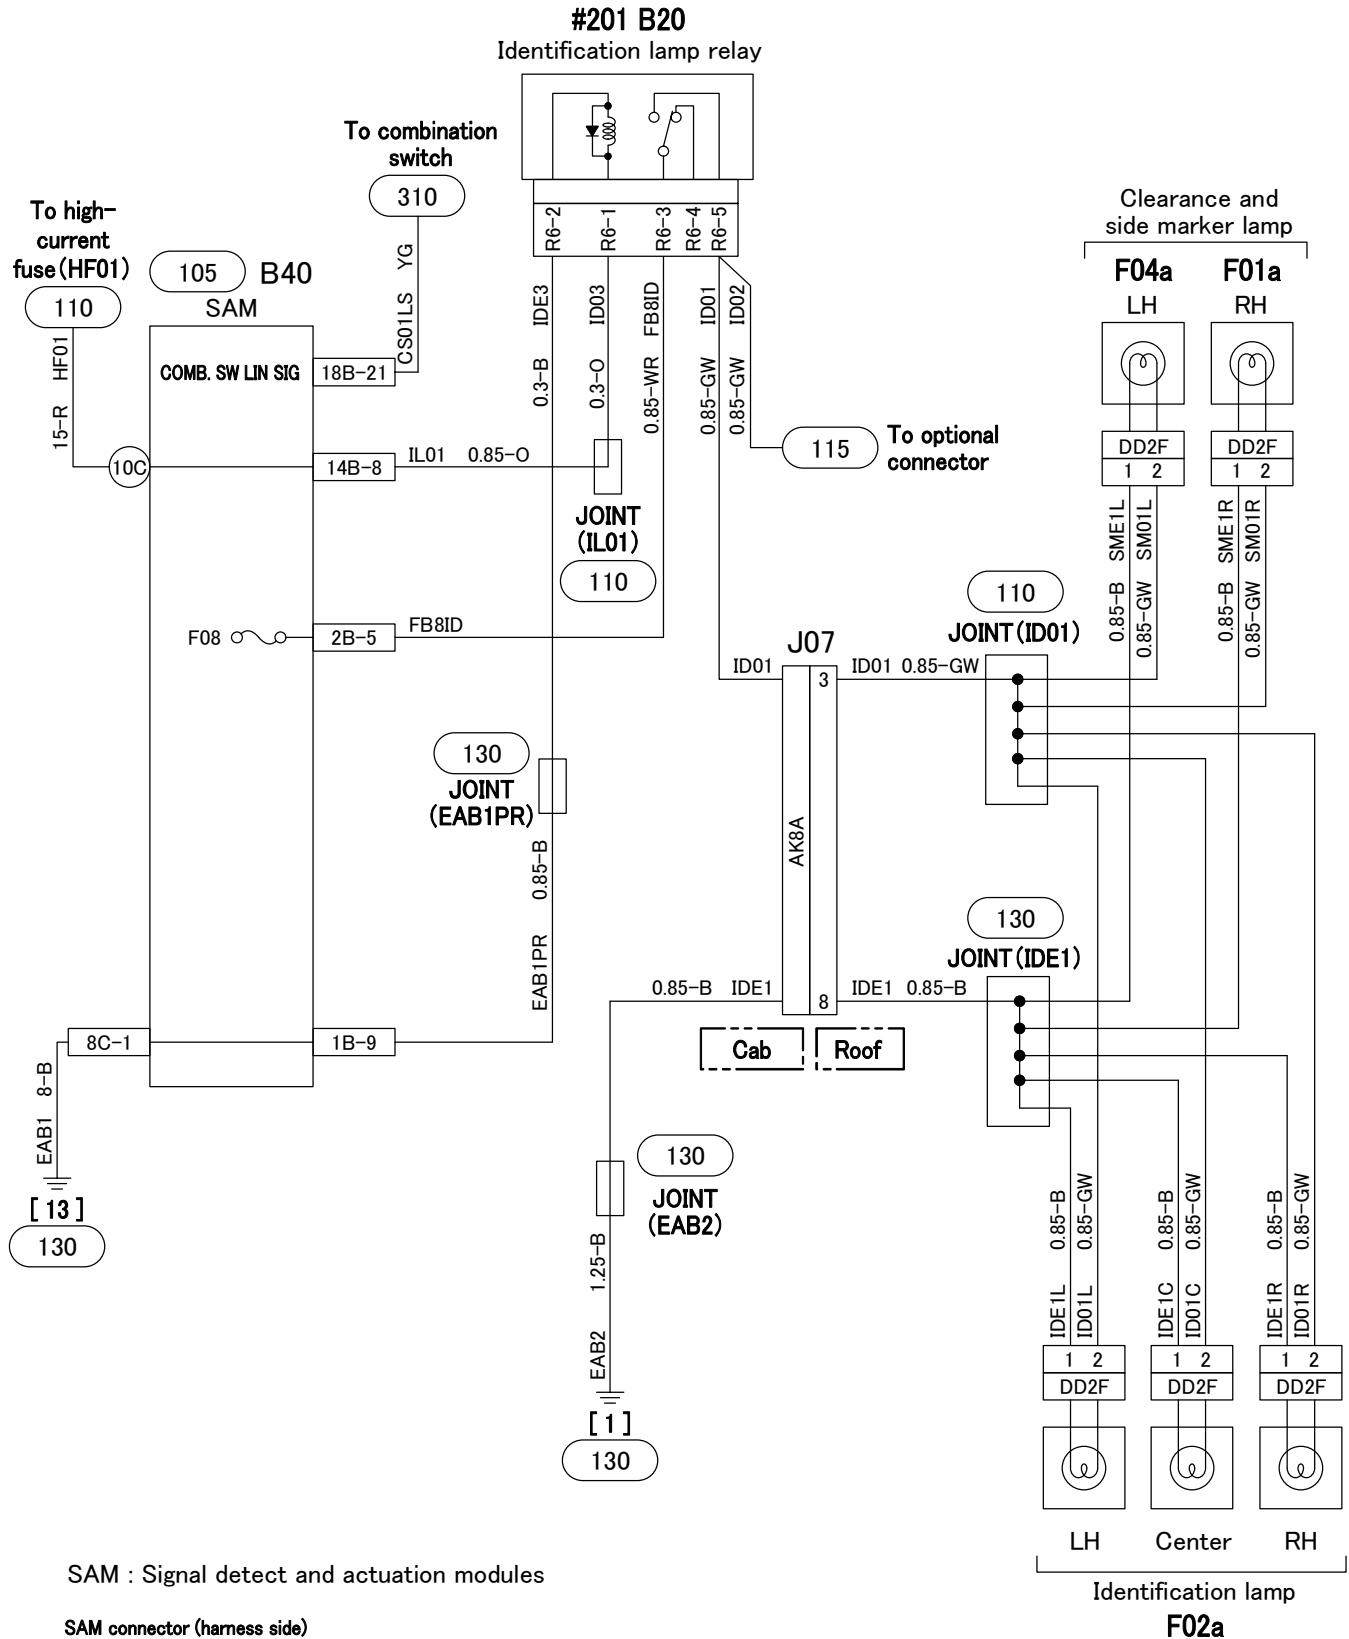 #201 B20
Identification lamp relay
To combination
switch
310
To high-
current
fuse(HF01)
110
105
B40
SAM
R6-2
R6-1
R6-3
R6-4
R6-5
Clearance and
side marker lamp
F04a
F01a
LH
RH
HF01
15-R
CS01LS YG
COMB. SW LIN SIG
18B-21
IDE3
0.3-B
ID03
0.3-O
FB8ID
0.85-WR
ID01
0.85-GW
ID02
0.85-GW
115
To optional
connector
10C
14B-8
IL01 0.85-O
JOINT
(IL01)
110
DD2F
1 2
DD2F
1 2
SME1L
0.85-B
SM01L
0.85-GW
SME1R
0.85-B
SM01R
0.85-GW
F08
2B-5
FB8ID
110
JOINT(ID01)
J07
ID01
3
ID01 0.85-GW
130
JOINT
(EAB1PR)
AK8A
0.85-B
EAB1PR
130
JOINT(IDE1)
0.85-B IDE1
8
IDE1 0.85-B
Cab
Roof
8C-1
1B-9
8-B
EAB1
[13]
130
130
JOINT
(EAB2)
1.25-B
EAB2
[1]
130
0.85-B
IDE1L
0.85-GW
ID01L
0.85-B
IDE1C
0.85-GW
ID01C
0.85-B
IDE1R
0.85-GW
ID01R
1 2
DD2F
1 2
DD2F
1 2
DD2F
LH
Center
RH
Identification lamp
F02a
SAM : Signal detect and actuation modules
SAM connector (harness side)